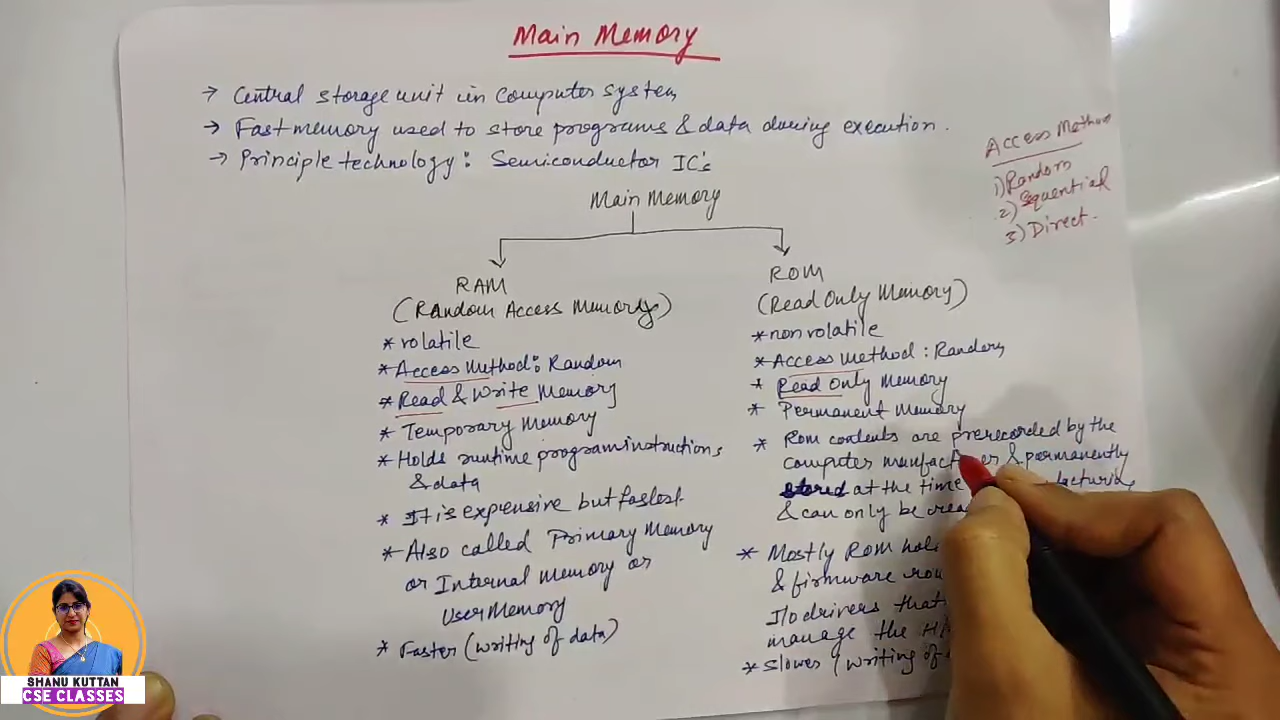 Main Memory
→ Central storage unit in computer system
→ Fast memory used to store programs & data during execution.
→ Principle technology: Semiconductor IC's
Access Method
1) Random
2) Sequential
3) Direct.
Main Memory
RAM
(Random Access Memory)
* volatile
* Access Method: Random
* Read & Write Memory
* Temporary Memory
* Holds runtime program instructions
& data
* It is expensive but fastest
* Also called Primary Memory
or Internal Memory or
User Memory
* Faster (writing of data)
ROM
(Read Only Memory)
* non volatile
* Access Method: Random
* Read Only Memory
* Permanent Memory
* Rom contents are prerecorded by the
computer & permanently
stored at the time
& can only be
* Mostly ROM
& firmware
I/O drivers
manage the
* Slower (writing of
SHANU KUTTAN
CSE CLASSES